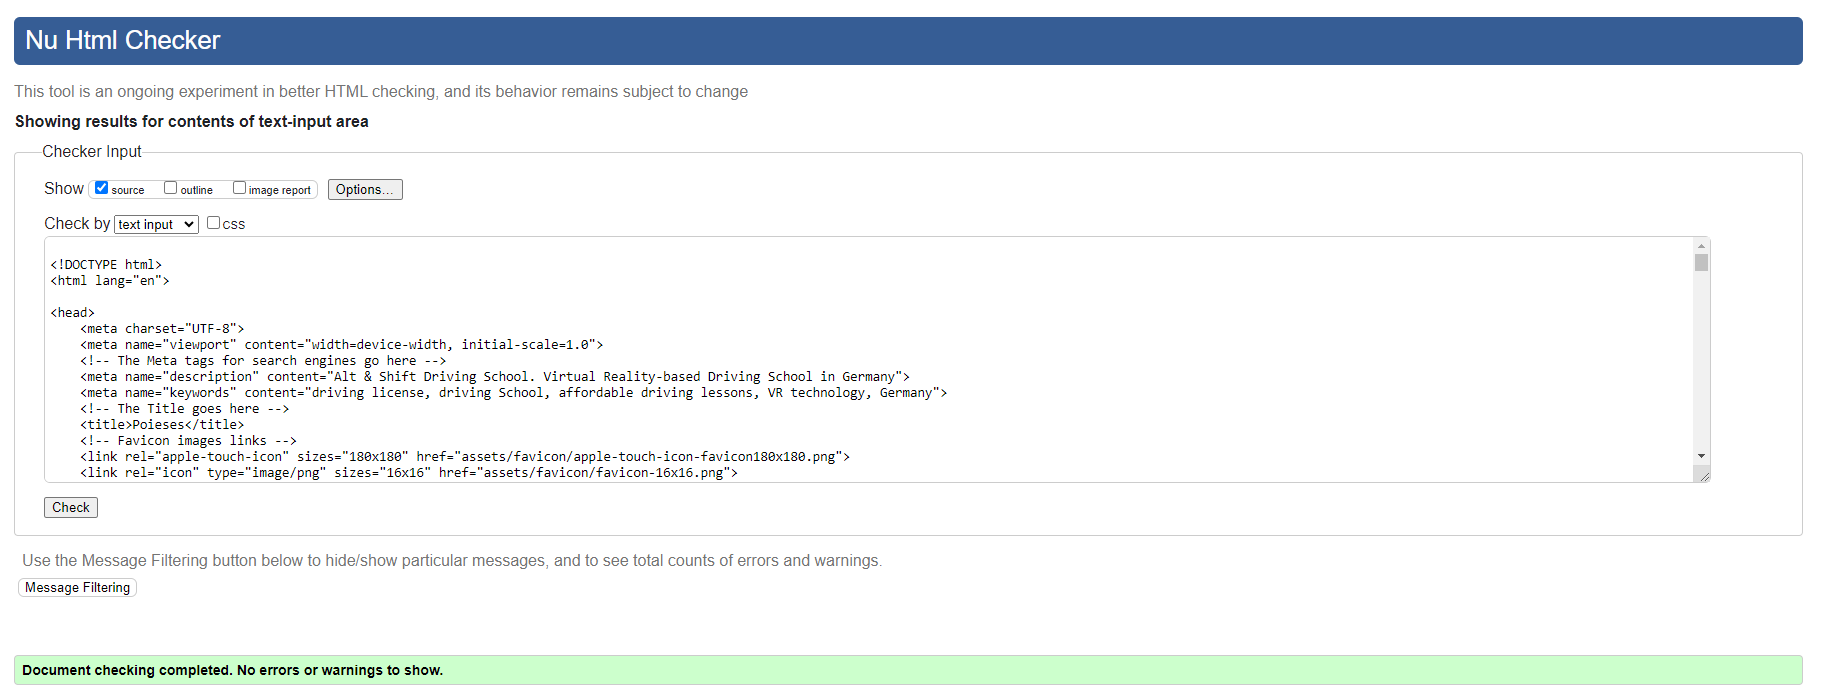 Nu Html Checker
This tool is an ongoing experiment in better HTML checking, and its behavior remains subject to change
Showing results for contents of text-input area
Checker Input
Show source outline image report Options...
Check by text input css
<!DOCTYPE html>
<html lang="en">
<head>
<meta charset="UTF-8">
<meta name="viewport" content="width=device-width, initial-scale=1.0">
<!-- The Meta tags for search engines go here -->
<meta name="description" content="Alt & Shift Driving School. Virtual Reality-based Driving School in Germany">
<meta name="keywords" content="driving license, driving School, affordable driving lessons, VR technology, Germany">
<!-- The Title goes here -->
<title>Poieses</title>
<!-- Favicon images links -->
<link rel="apple-touch-icon" sizes="180x180" href="assets/favicon/apple-touch-icon-favicon180x180.png">
<link rel="icon" type="image/png" sizes="16x16" href="assets/favicon/favicon-16x16.png">
Check
Use the Message Filtering button below to hide/show particular messages, and to see total counts of errors and warnings.
Message Filtering
Document checking completed. No errors or warnings to show.